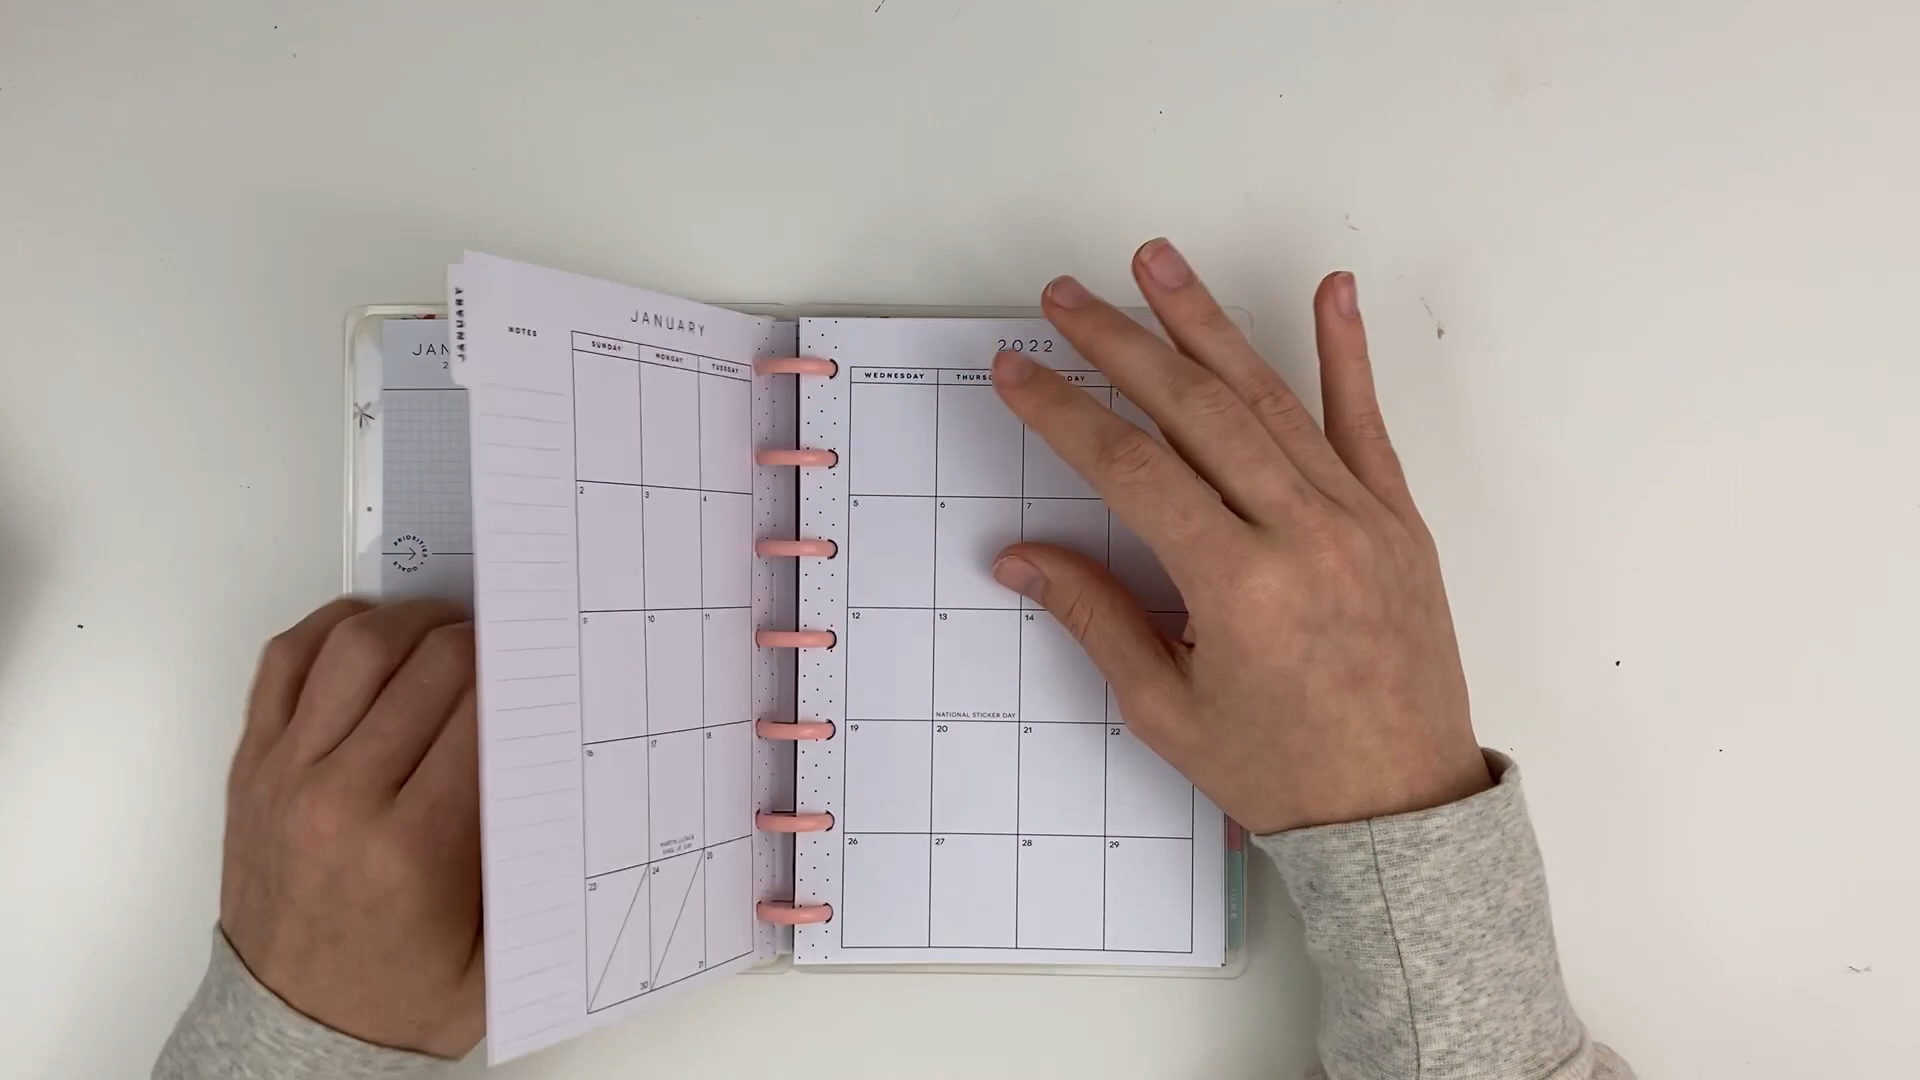 JAN
2
PRIORITIES • GOALS
JANUARY
NOTES
JANUARY
SUNDAY MONDAY TUESDAY
2 3 4
9 10 11
16 17 18
MARTIN LUTHER
KING JR. DAY
23 24 25
30 31
2022
WEDNESDAY THURS DAY
1
5 6 7
12 13 14
NATIONAL STICKER DAY
19 20 21 22
26 27 28 29
JUNE